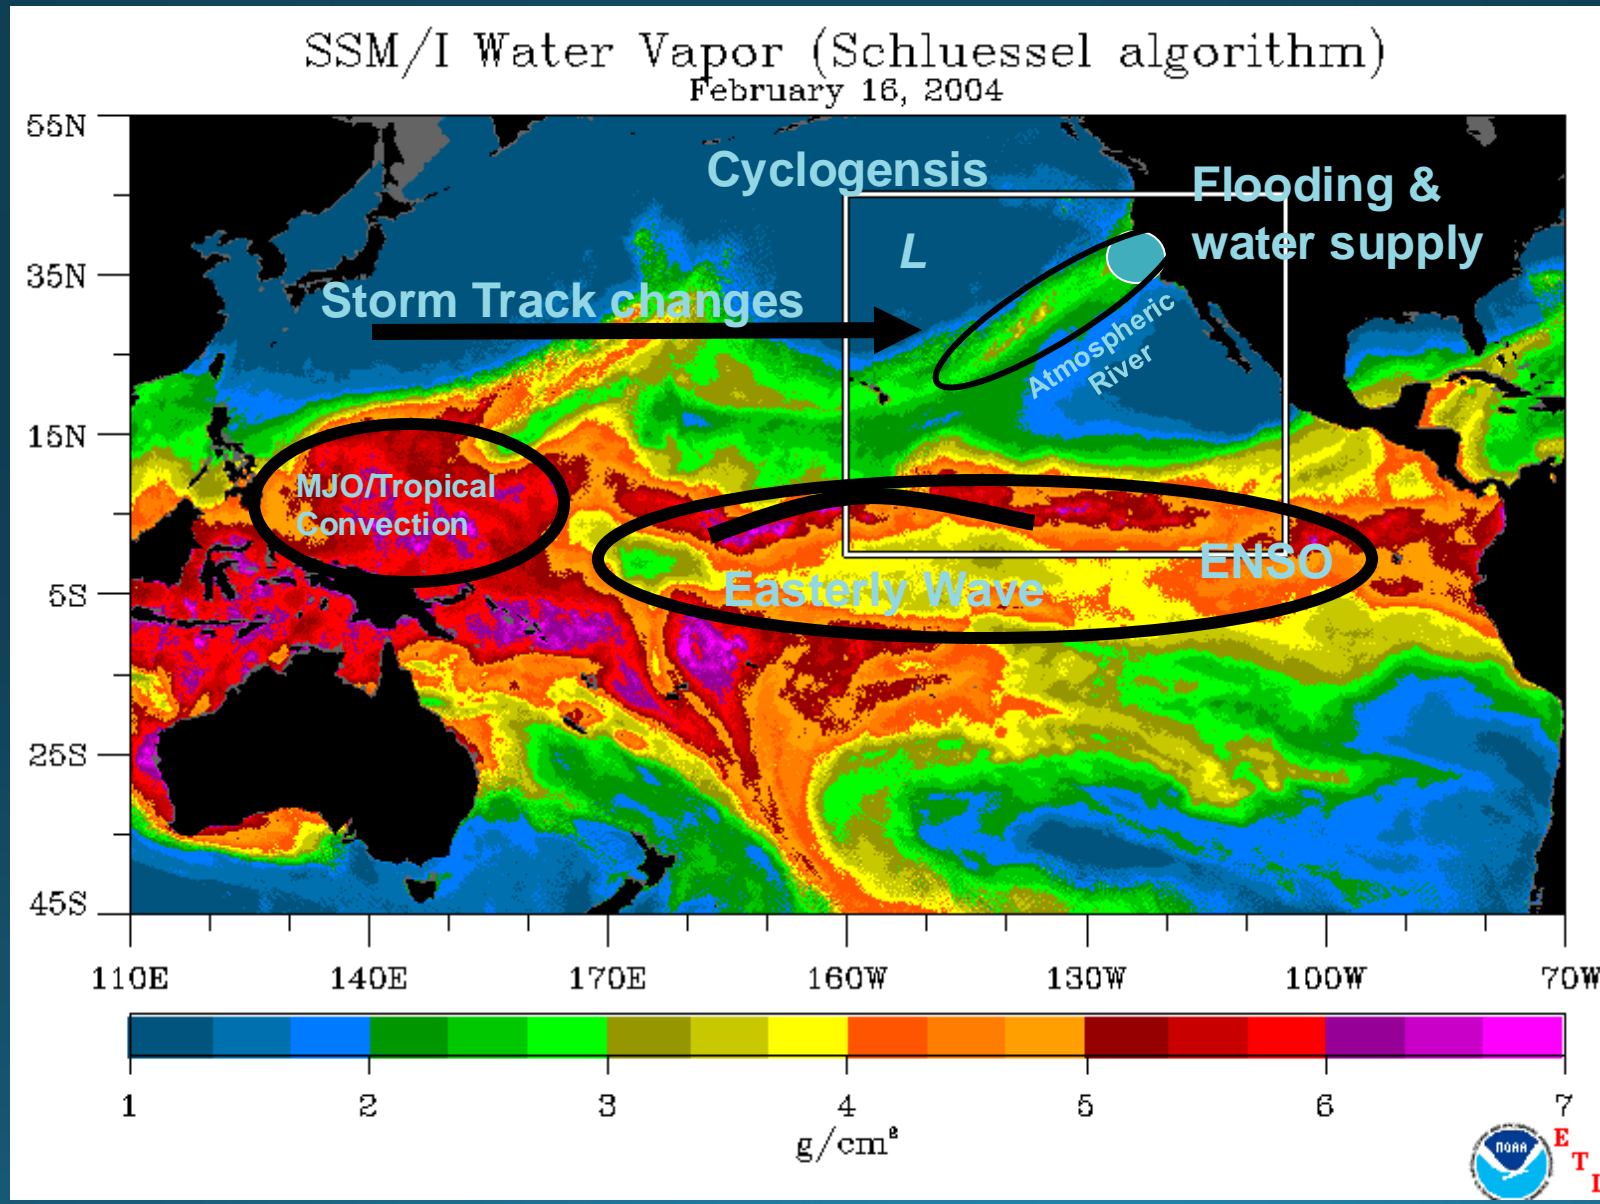 SSM/I Water Vapor (Schluessel algorithm)
February 16, 2004
55N
35N
15N
5S
25S
45S
Cyclogensis
Flooding &
water supply
L
Storm Track changes
Atmospheric
River
MJO/Tropical
Convection
ENSO
Easterly Wave
110E 140E 170E 160W 130W 100W 70W
1 2 3 4 5 6 7
g/cm²
NOAA
E
T